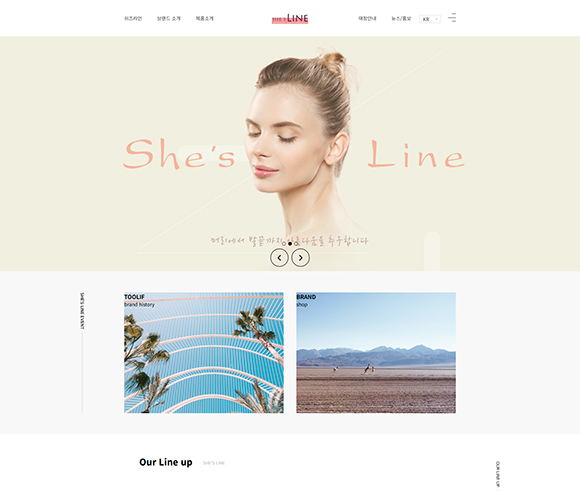 쉬즈라인 브랜드 소개 제품소개 SHE'S LINE 매장안내 뉴스/홍보 KR
She's Line
머리에서 발끝까지 아름다움을 추구합니다
SHE'S LINE EVENT
TOOLIF
brand history
BRAND
shop
Our Line up SHE'S LINE
OUR LINE UP